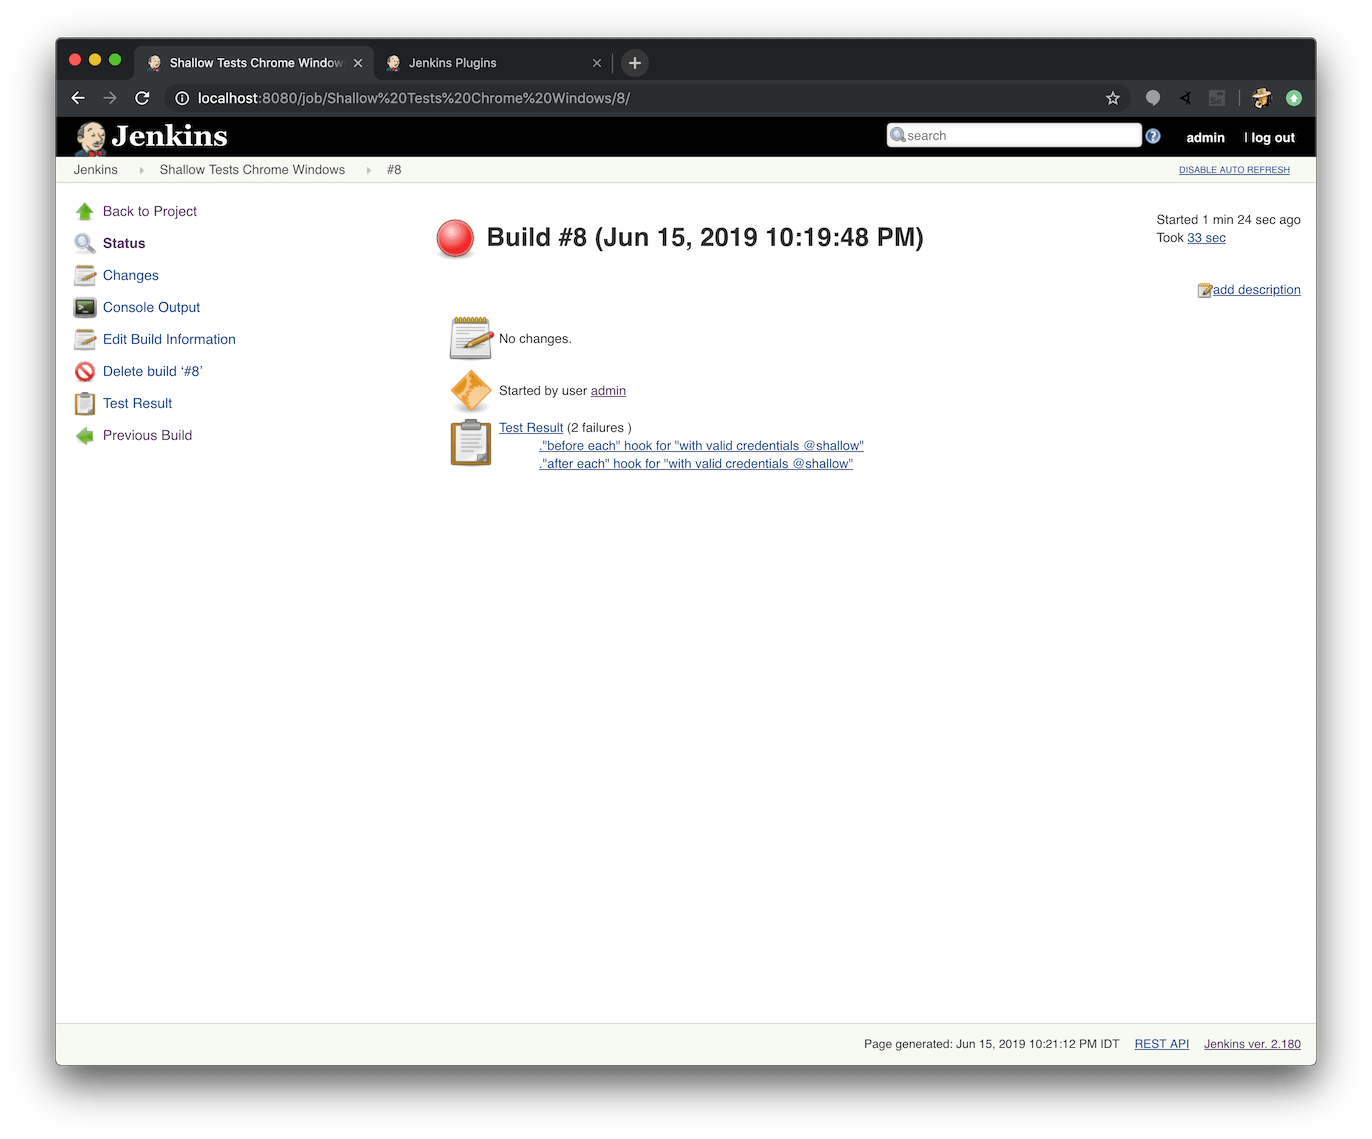 Shallow Tests Chrome Window
Jenkins Plugins
localhost:8080/job/Shallow%20Tests%20Chrome%20Windows/8/
Jenkins
search
admin
| log out
Jenkins
Shallow Tests Chrome Windows
#8
DISABLE AUTO REFRESH
Back to Project
Status
Changes
Console Output
Edit Build Information
Delete build ‘#8’
Test Result
Previous Build
Build #8 (Jun 15, 2019 10:19:48 PM)
Started 1 min 24 sec ago
Took 33 sec
add description
No changes.
Started by user admin
Test Result (2 failures )
."before each" hook for "with valid credentials @shallow"
."after each" hook for "with valid credentials @shallow"
Page generated: Jun 15, 2019 10:21:12 PM IDT
REST API
Jenkins ver. 2.180